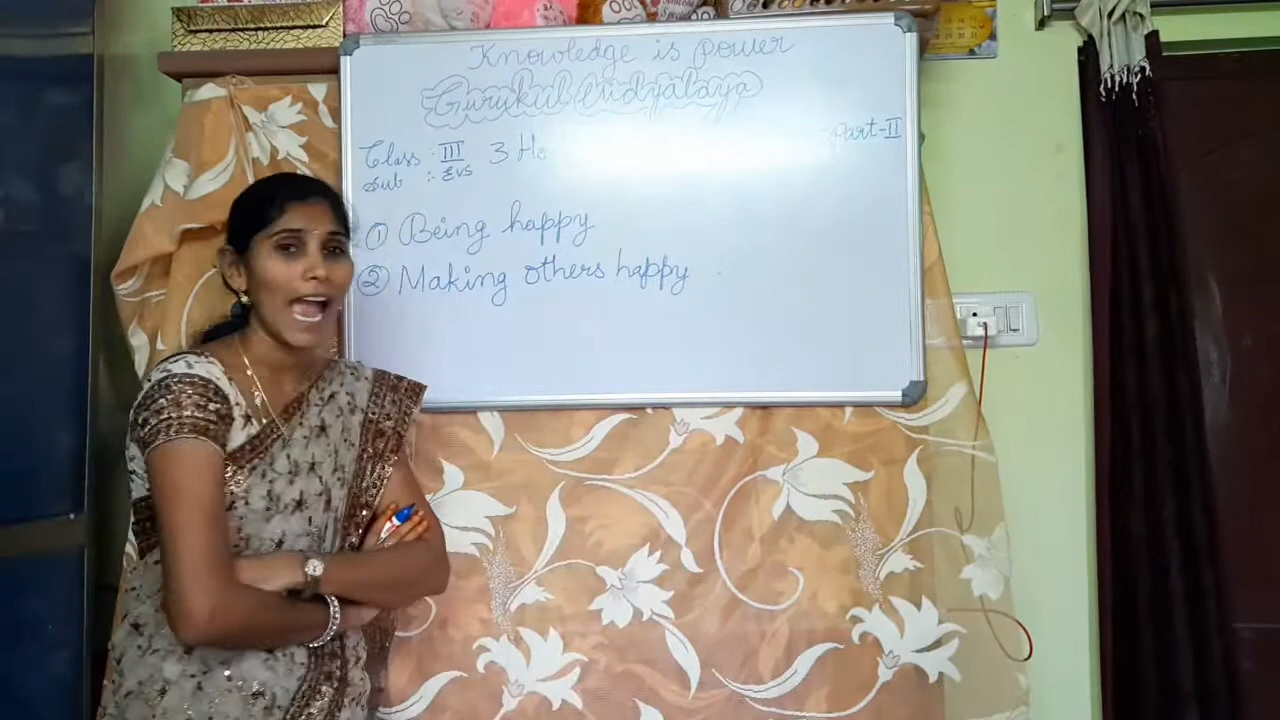 Knowledge is power
Gurukul Vidyalaya
Class : III 3 Part-II
Sub : EVS
① Being happy
② Making others happy